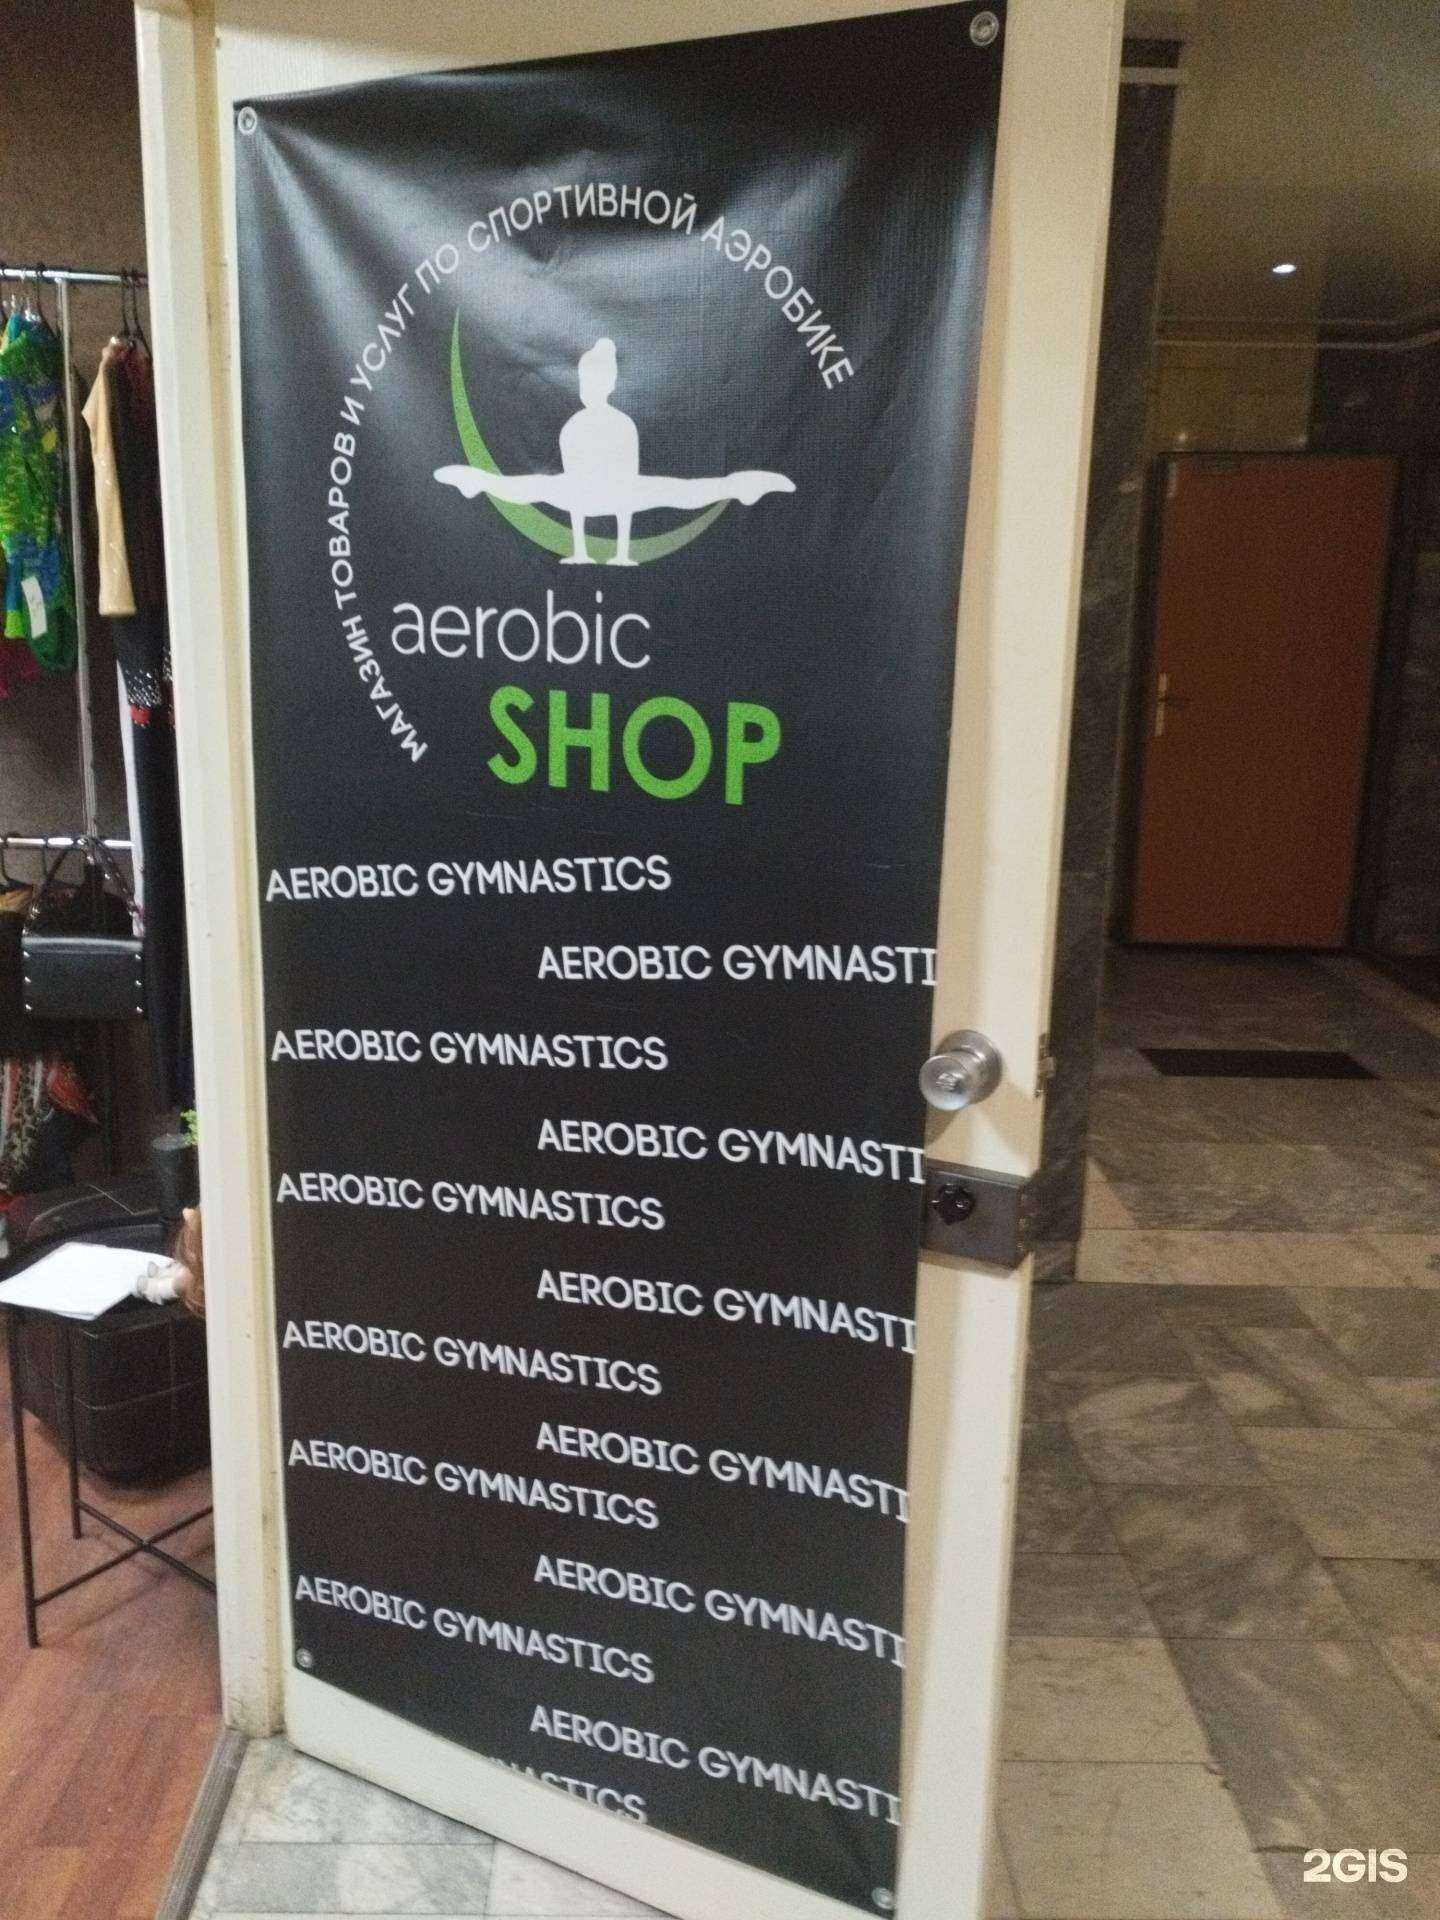 МАГАЗИН ТОВАРОВ И УСЛУГ ПО СПОРТИВНОЙ АЭРОБИКЕ
aerobic
SHOP
AEROBIC GYMNASTICS
AEROBIC GYMNASTI
AEROBIC GYMNASTICS
AEROBIC GYMNASTI
AEROBIC GYMNASTICS
AEROBIC GYMNASTI
AEROBIC GYMNASTICS
AEROBIC GYMNASTI
AEROBIC GYMNASTICS
AEROBIC GYMNASTI
AEROBIC GYMNASTICS
AEROBIC GYMNASTI
NASTICS
2GIS